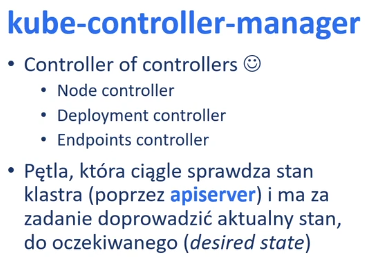 kube-controller-manager
• Controller of controllers ☺
• Node controller
• Deployment controller
• Endpoints controller
• Pętla, która ciągle sprawdza stan
klastra (poprzez apiserver) i ma za
zadanie doprowadzić aktualny stan,
do oczekiwanego (desired state)